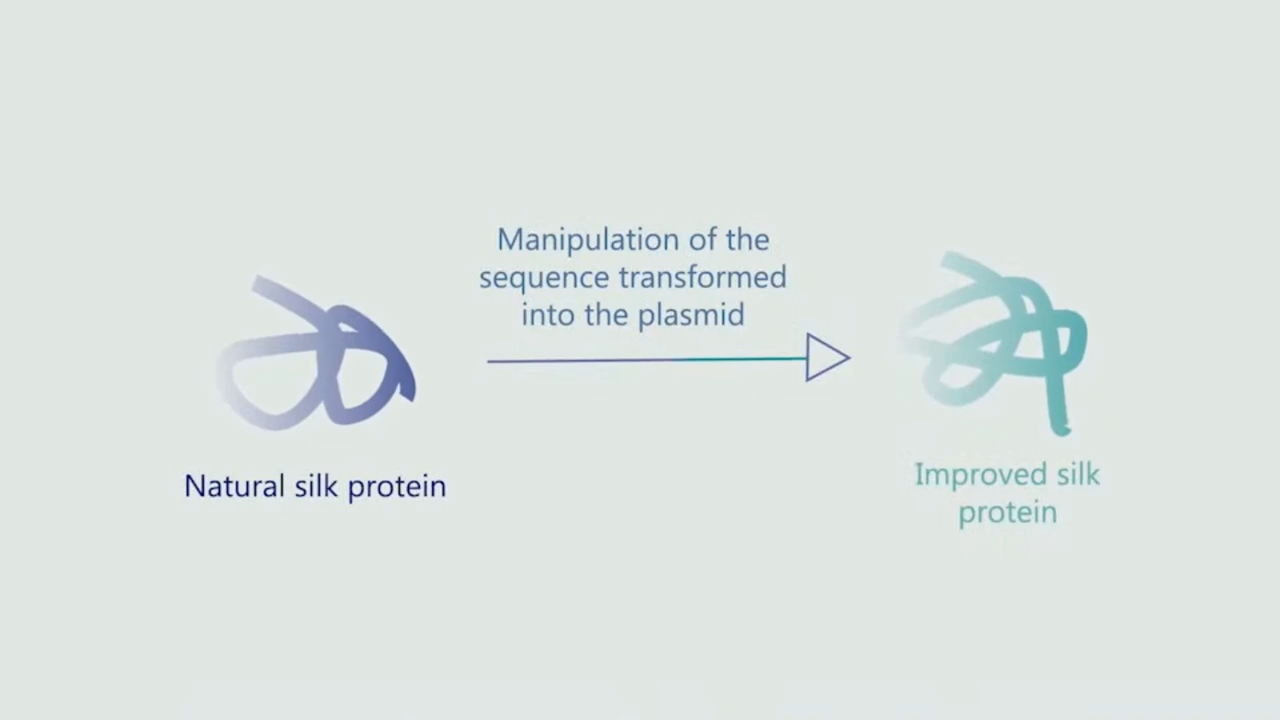 Manipulation of the
sequence transformed
into the plasmid
Natural silk protein
Improved silk
protein